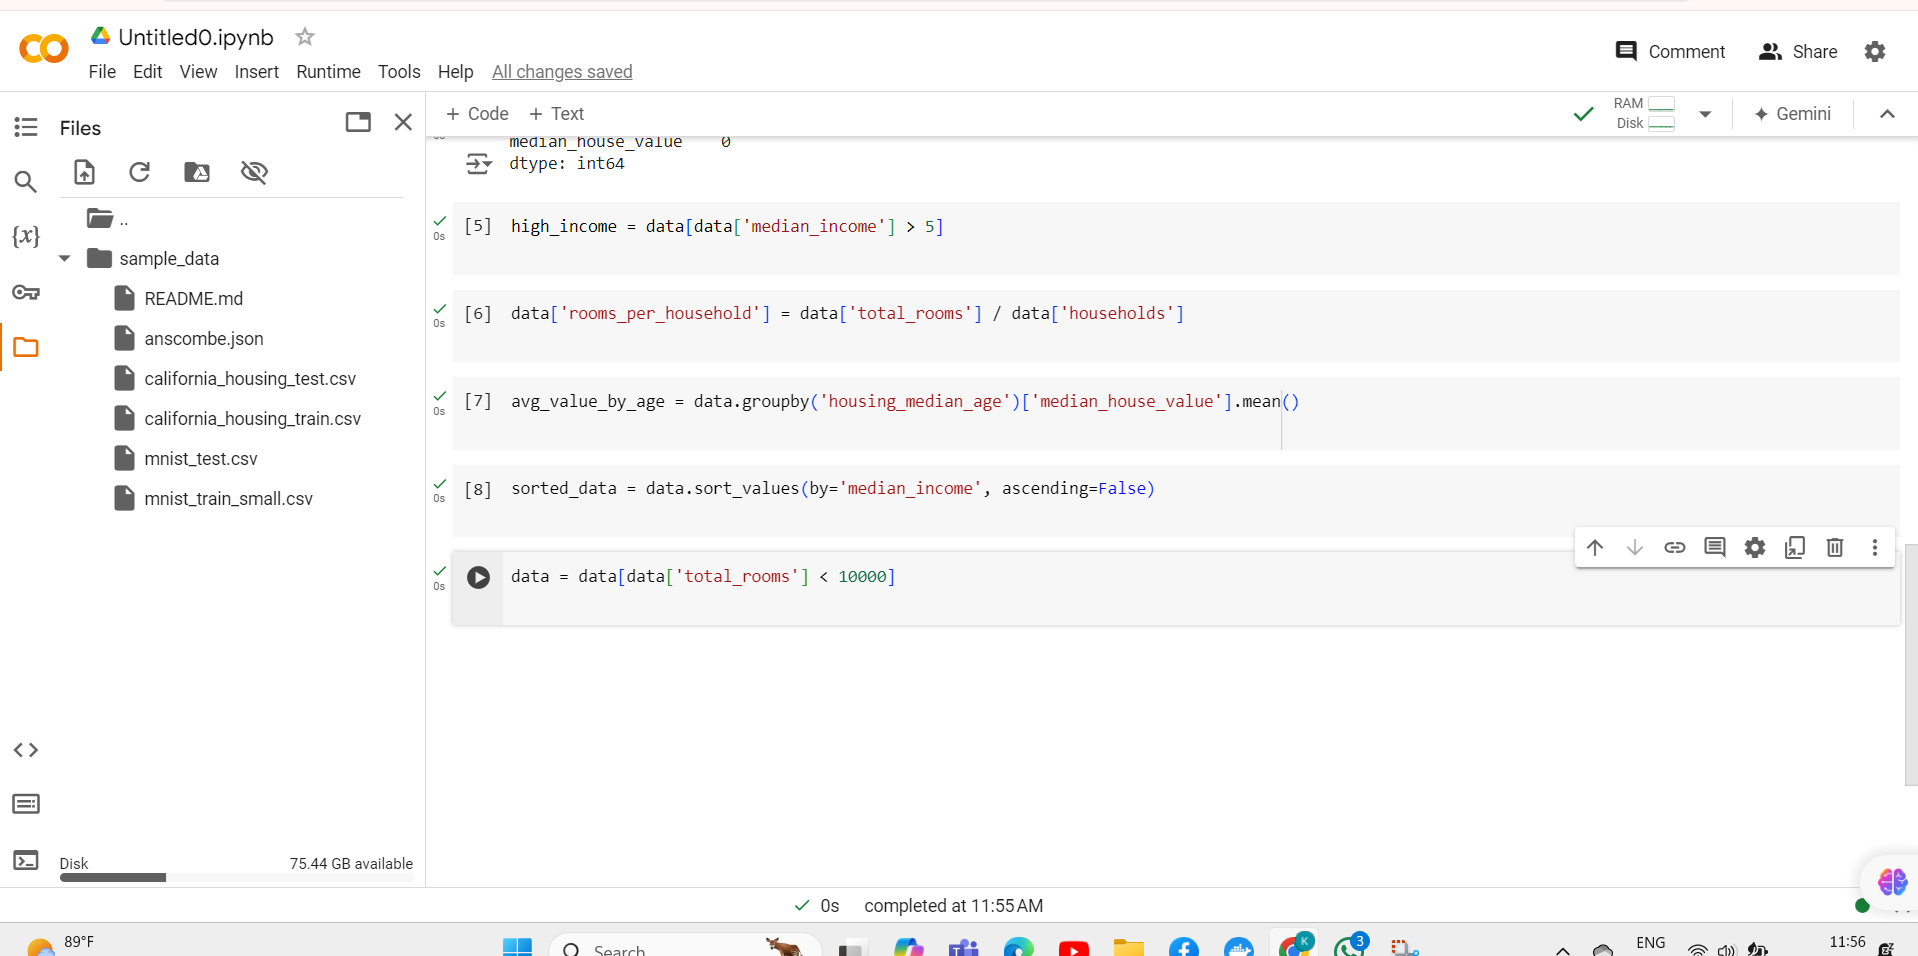 Untitled0.ipynb
File Edit View Insert Runtime Tools Help All changes saved
Comment Share
Files
+ Code + Text
RAM
Disk
Gemini
..
sample_data
README.md
anscombe.json
california_housing_test.csv
california_housing_train.csv
mnist_test.csv
mnist_train_small.csv
Disk 75.44 GB available
{x}
median_house_value 0
dtype: int64
0s
[5] high_income = data[data['median_income'] > 5]
0s
[6] data['rooms_per_household'] = data['total_rooms'] / data['households']
0s
[7] avg_value_by_age = data.groupby('housing_median_age')['median_house_value'].mean()
0s
[8] sorted_data = data.sort_values(by='median_income', ascending=False)
0s
data = data[data['total_rooms'] < 10000]
0s
0s completed at 11:55 AM
89°F
Search
K
3
ENG
11:56